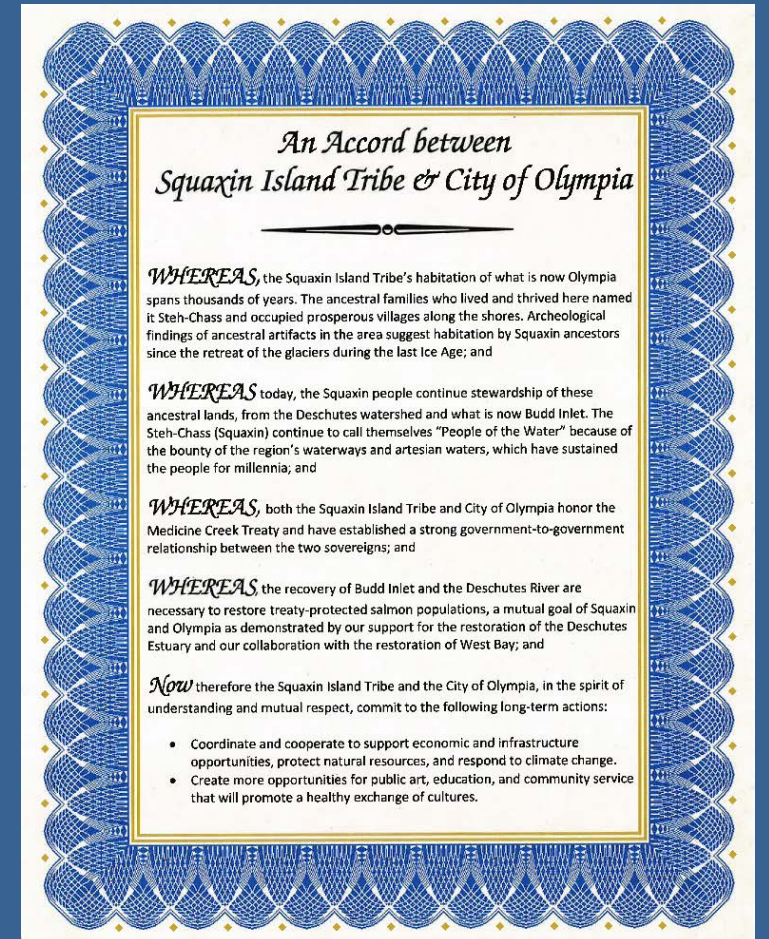 An Accord between
Squaxin Island Tribe & City of Olympia
WHEREAS, the Squaxin Island Tribe's habitation of what is now Olympia
spans thousands of years. The ancestral families who lived and thrived here named
it Steh-Chass and occupied prosperous villages along the shores. Archeological
findings of ancestral artifacts in the area suggest habitation by Squaxin ancestors
since the retreat of the glaciers during the last Ice Age; and
WHEREAS today, the Squaxin people continue stewardship of these
ancestral lands, from the Deschutes watershed and what is now Budd Inlet. The
Steh-Chass (Squaxin) continue to call themselves “People of the Water” because of
the bounty of the region's waterways and artesian waters, which have sustained
the people for millennia; and
WHEREAS, both the Squaxin Island Tribe and City of Olympia honor the
Medicine Creek Treaty and have established a strong government-to-government
relationship between the two sovereigns; and
WHEREAS, the recovery of Budd Inlet and the Deschutes River are
necessary to restore treaty-protected salmon populations, a mutual goal of Squaxin
and Olympia as demonstrated by our support for the restoration of the Deschutes
Estuary and our collaboration with the restoration of West Bay; and
Now therefore the Squaxin Island Tribe and the City of Olympia, in the spirit of
understanding and mutual respect, commit to the following long-term actions:
• Coordinate and cooperate to support economic and infrastructure
opportunities, protect natural resources, and respond to climate change.
• Create more opportunities for public art, education, and community service
that will promote a healthy exchange of cultures.